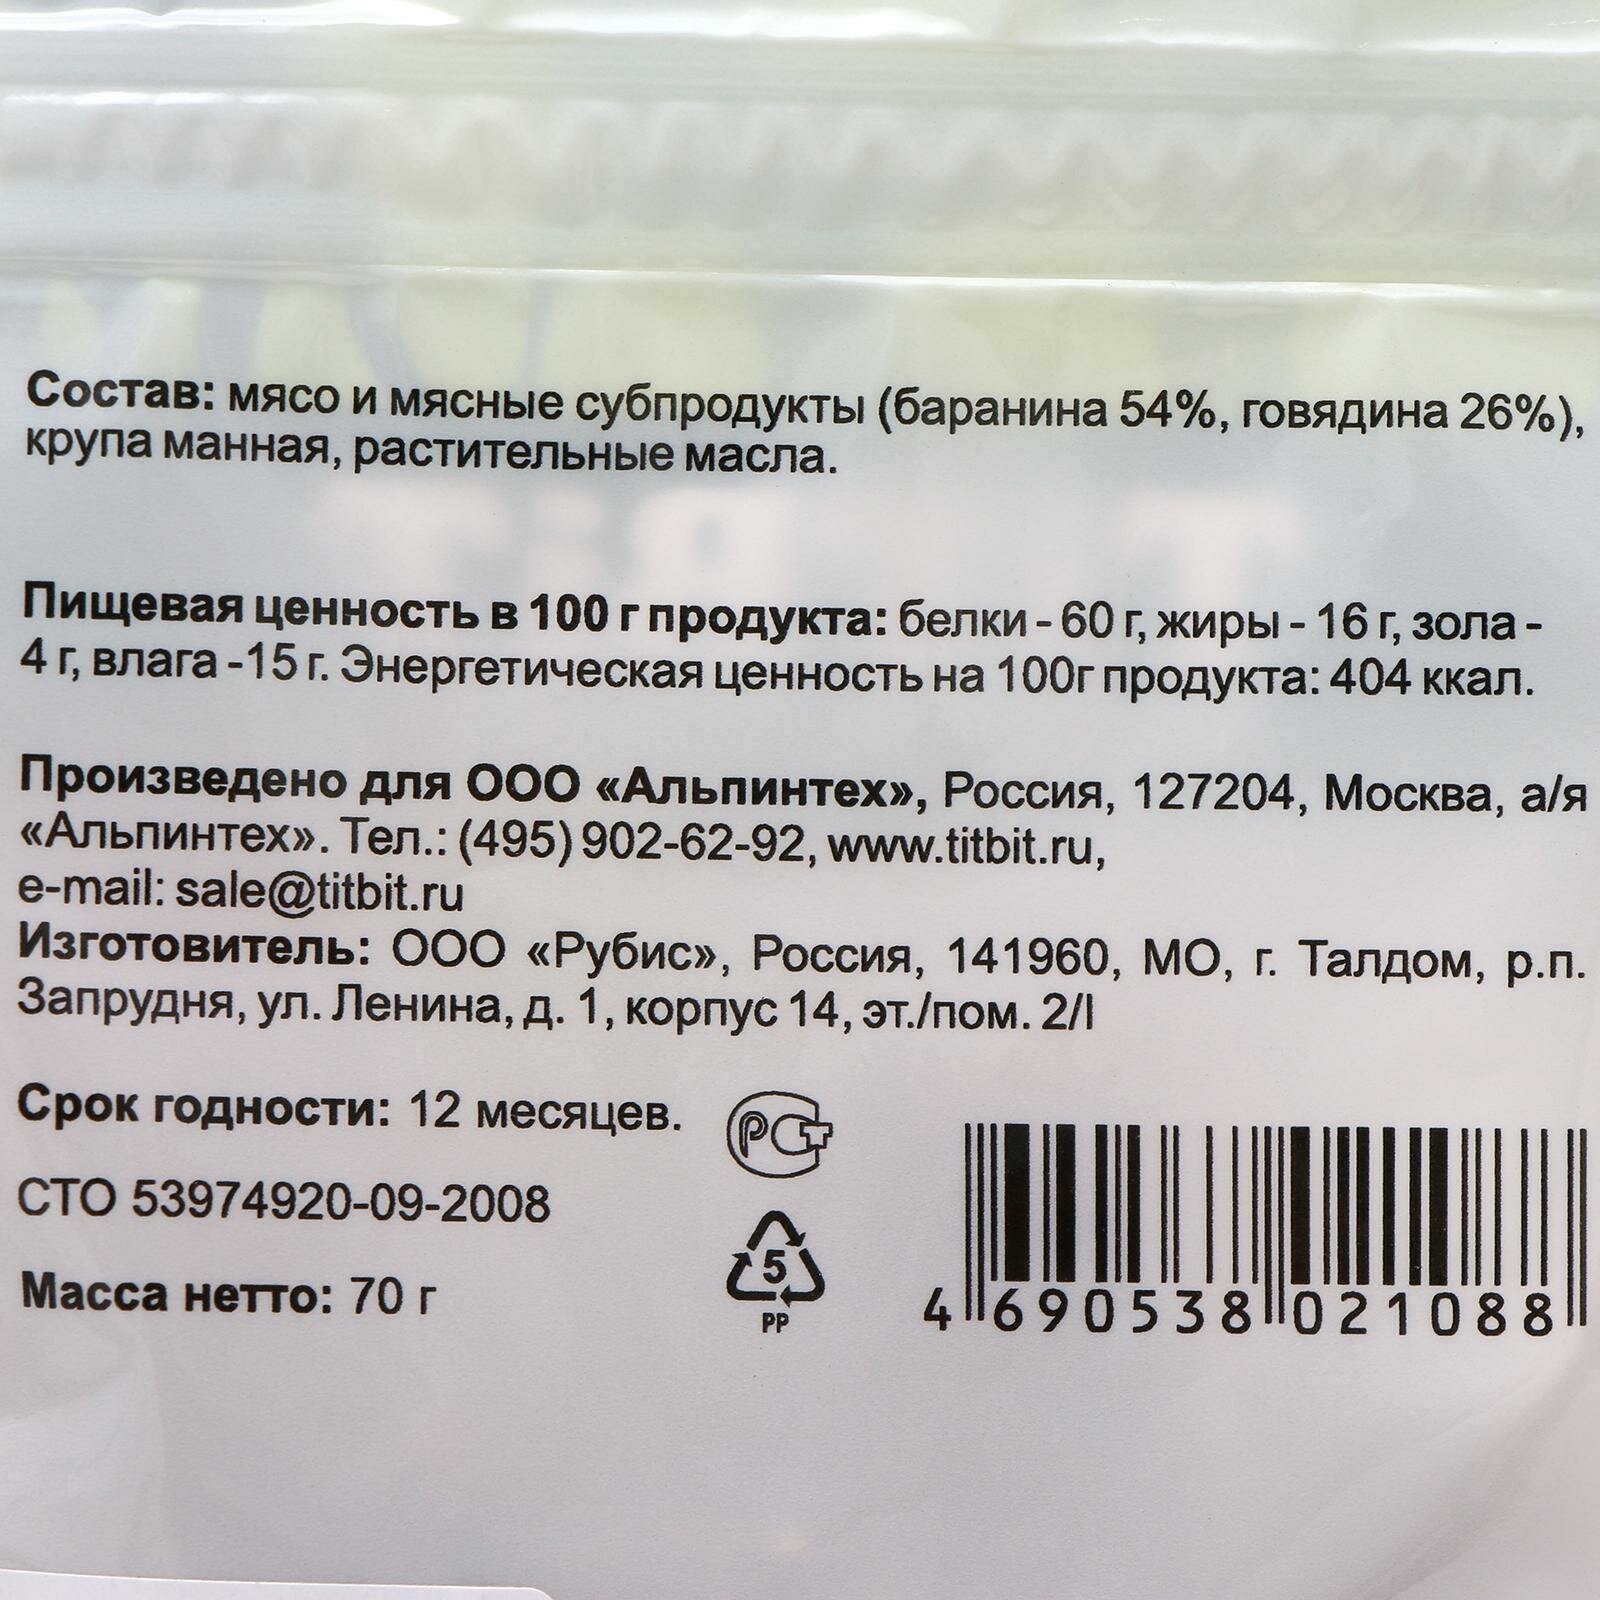 Состав: мясо и мясные субпродукты (баранина 54%, говядина 26%),
крупа манная, растительные масла.
Пищевая ценность в 100 г продукта: белки - 60 г, жиры - 16 г, зола -
4 г, влага -15 г. Энергетическая ценность на 100г продукта: 404 ккал.
Произведено для ООО «Альпинтех», Россия, 127204, Москва, а/я
«Альпинтех». Тел.: (495) 902-62-92, www.titbit.ru,
e-mail: sale@titbit.ru
Изготовитель: ООО «Рубис», Россия, 141960, МО, г. Талдом, р.п.
Запрудня, ул. Ленина, д. 1, корпус 14, эт./пом. 2/I
Срок годности: 12 месяцев.
РСТ
СТО 53974920-09-2008
5
PP
Масса нетто: 70 г
4 690538 021088